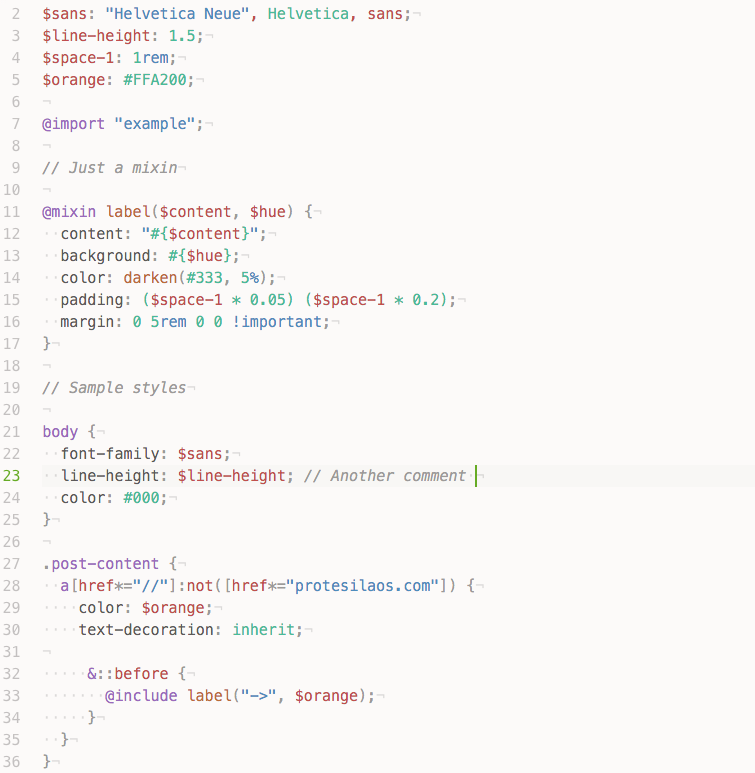 2 $sans: "Helvetica Neue", Helvetica, sans;¬
3 $line-height: 1.5;¬
4 $space-1: 1rem;¬
5 $orange: #FFA200;¬
6 ¬
7 @import "example";¬
8 ¬
9 // Just a mixin¬
10 ¬
11 @mixin label($content, $hue) {¬
12 ··content: "#{$content}";¬
13 ··background: #{$hue};¬
14 ··color: darken(#333, 5%);¬
15 ··padding: ($space-1 * 0.05) ($space-1 * 0.2);¬
16 ··margin: 0 5rem 0 0 !important;¬
17 }¬
18 ¬
19 // Sample styles¬
20 ¬
21 body {¬
22 ··font-family: $sans;¬
23 ··line-height: $line-height; // Another comment·¬
24 ··color: #000;¬
25 }¬
26 ¬
27 .post-content {¬
28 ··a[href*="//"]:not([href*="protesilaos.com"]) {¬
29 ····color: $orange;¬
30 ····text-decoration: inherit;¬
31 ¬
32 ·····&::before {¬
33 ·······@include label("->", $orange);¬
34 ·····}¬
35 ··}¬
36 }¬